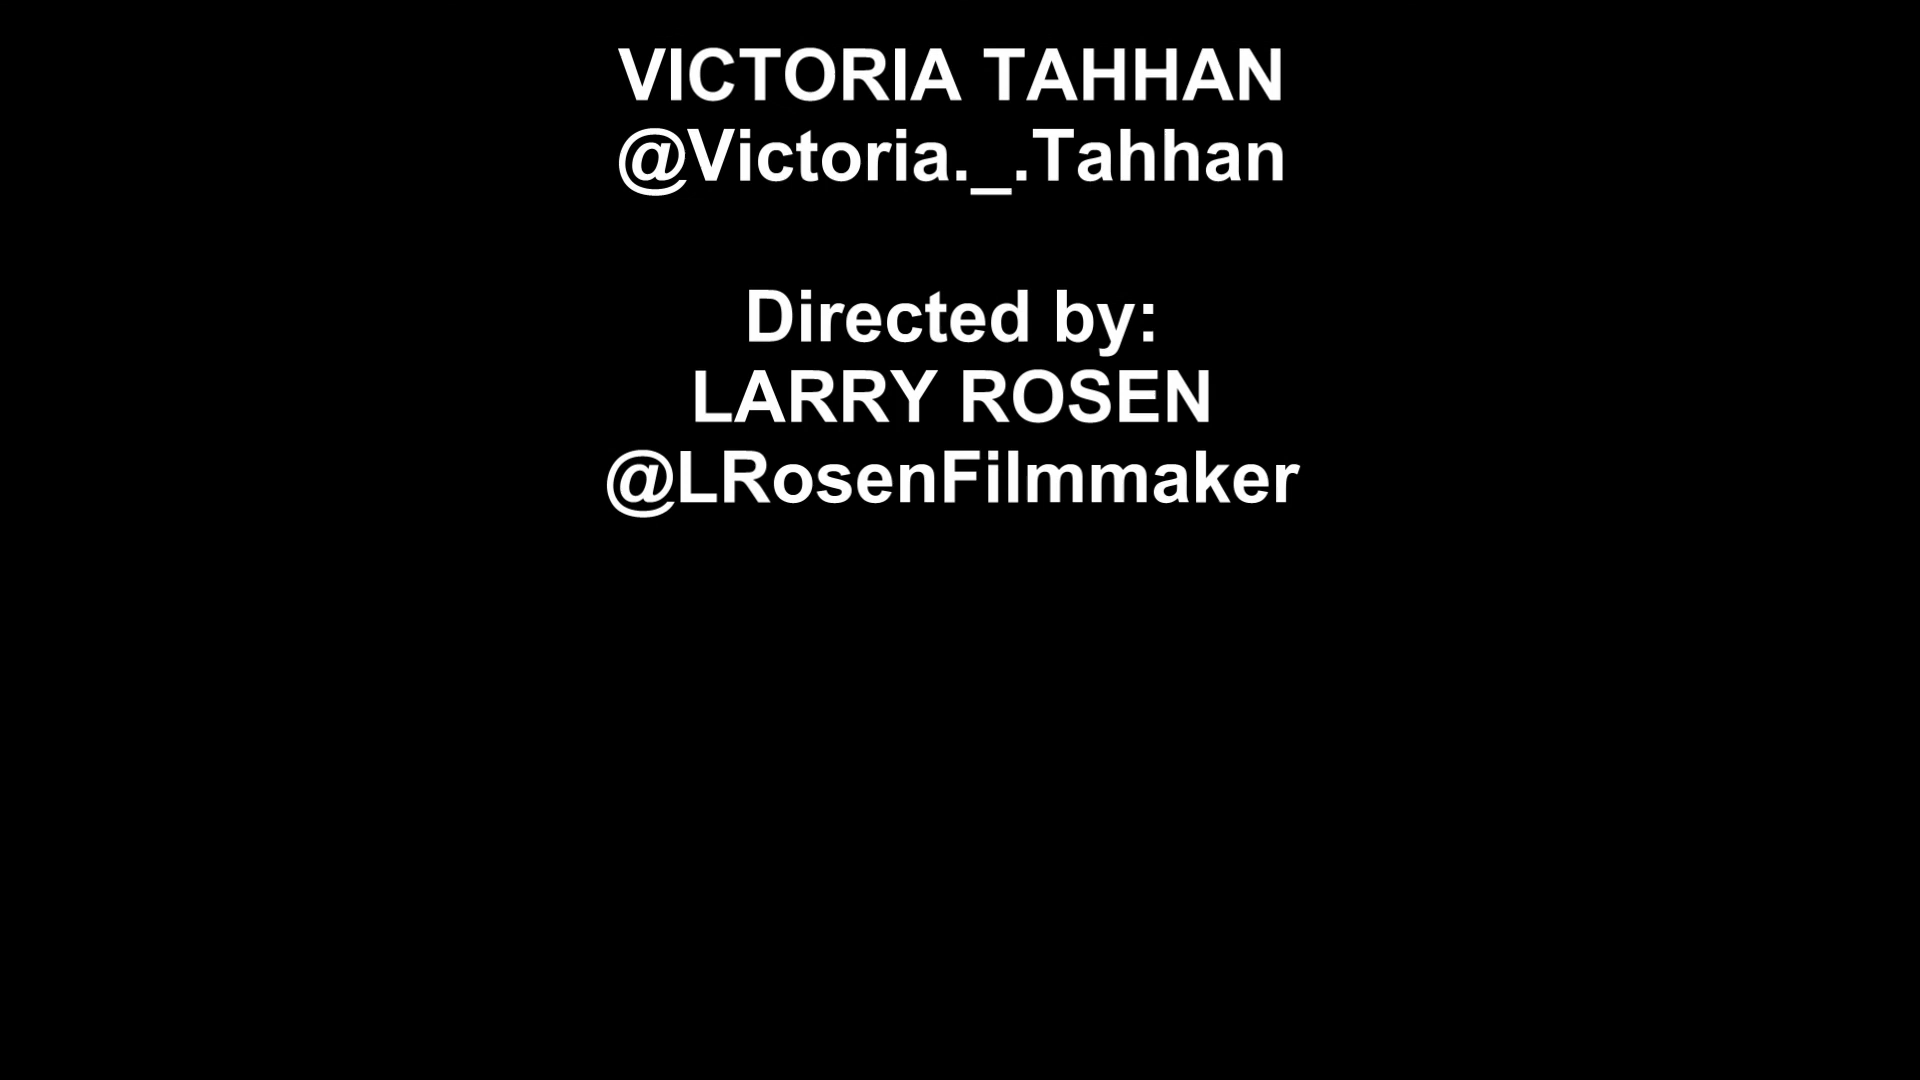 VICTORIA TAHHAN
@Victoria._.Tahhan
Directed by:
LARRY ROSEN
@LRosenFilmmaker